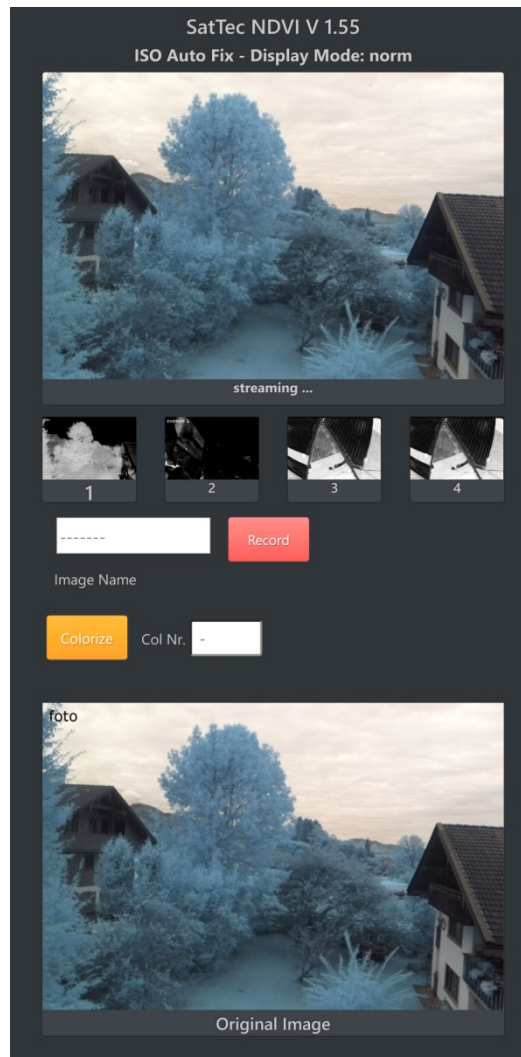 SatTec NDVI V 1.55
ISO Auto Fix - Display Mode: norm
streaming ...
1
2
3
4
-------
Record
Image Name
Colorize
Col Nr.
-
foto
Original Image